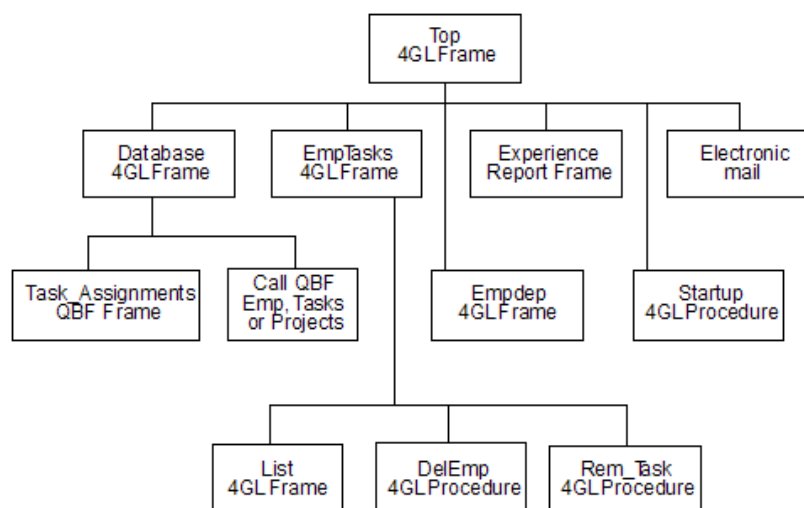 Top
4GLFrame
Database
4GLFrame
EmpTasks
4GLFrame
Experience
Report Frame
Electronic
mail
Task_Assignments
QBF Frame
Call QBF
Emp, Tasks
or Projects
Empdep
4GLFrame
Startup
4GLProcedure
List
4GLFrame
DelEmp
4GLProcedure
Rem_Task
4GLProcedure